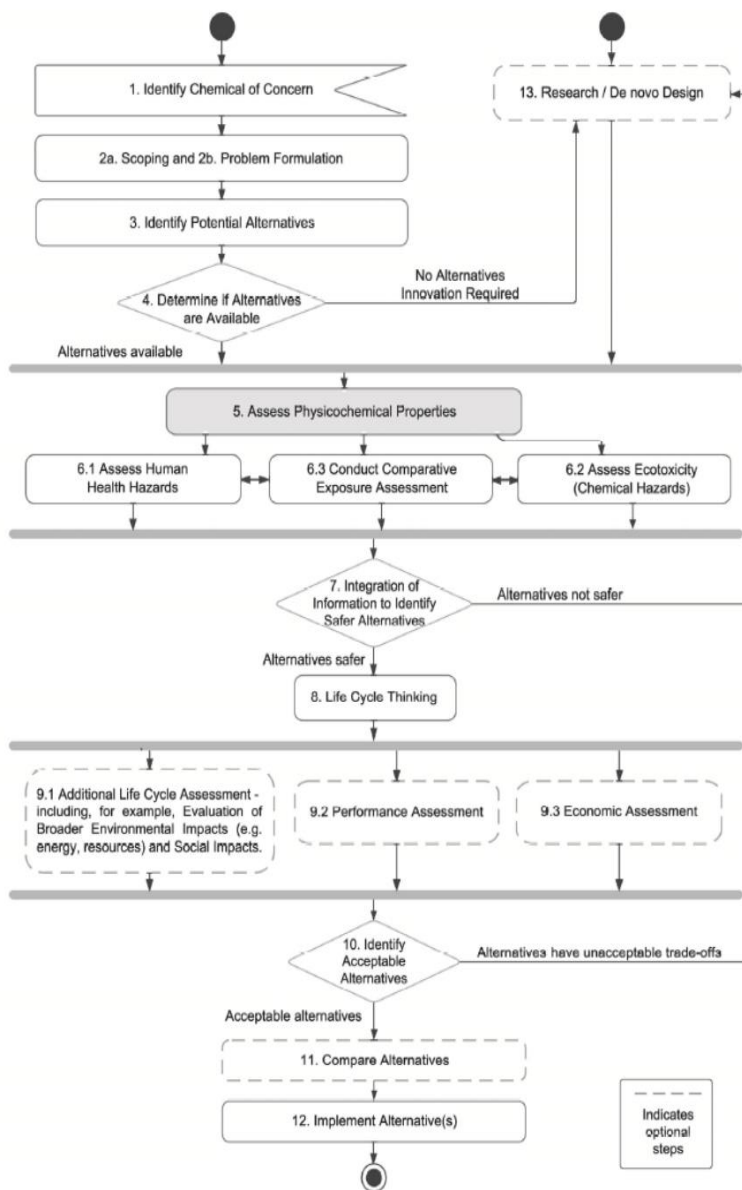 1. Identify Chemical of Concern
13. Research / De novo Design
2a. Scoping and 2b. Problem Formulation
3. Identify Potential Alternatives
No Alternatives
Innovation Required
4. Determine if Alternatives
are Available
Alternatives available
5. Assess Physicochemical Properties
6.1 Assess Human
Health Hazards
6.3 Conduct Comparative
Exposure Assessment
6.2 Assess Ecotoxicity
(Chemical Hazards)
7. Integration of
Information to Identify
Safer Alternatives
Alternatives not safer
Alternatives safer
8. Life Cycle Thinking
9.1 Additional Life Cycle Assessment -
including, for example, Evaluation of
Broader Environmental Impacts (e.g.
energy, resources) and Social Impacts.
9.2 Performance Assessment
9.3 Economic Assessment
10. Identify
Acceptable
Alternatives
Alternatives have unacceptable trade-offs
Acceptable alternatives
11. Compare Alternatives
12. Implement Alternative(s)
Indicates
optional
steps